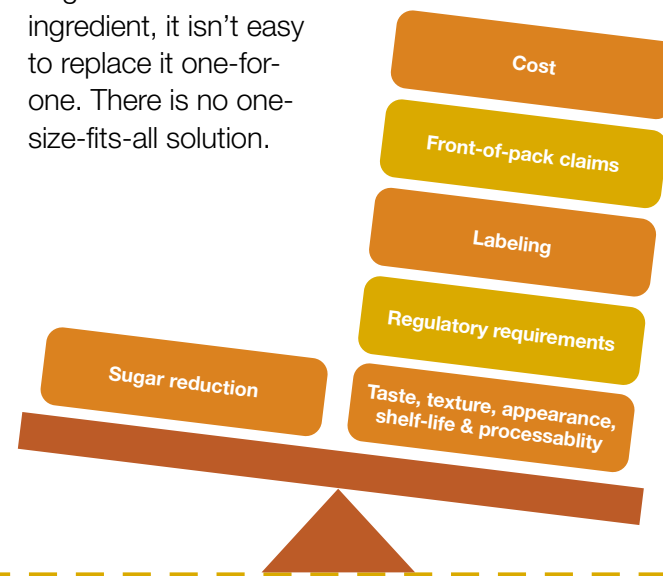 ingredient, it isn’t easy
to replace it one-for-
one. There is no one-
size-fits-all solution.
Cost
Front-of-pack claims
Labeling
Regulatory requirements
Sugar reduction
Taste, texture, appearance,
shelf-life & processablity